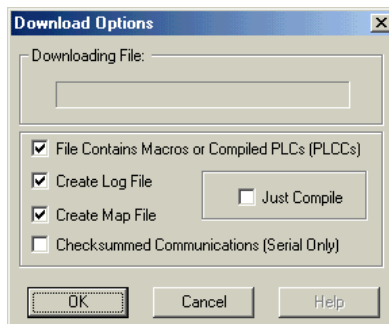 Download Options
Downloading File:
File Contains Macros or Compiled PLCs (PLCCs)
Create Log File
Just Compile
Create Map File
Checksummed Communications (Serial Only)
OK Cancel Help